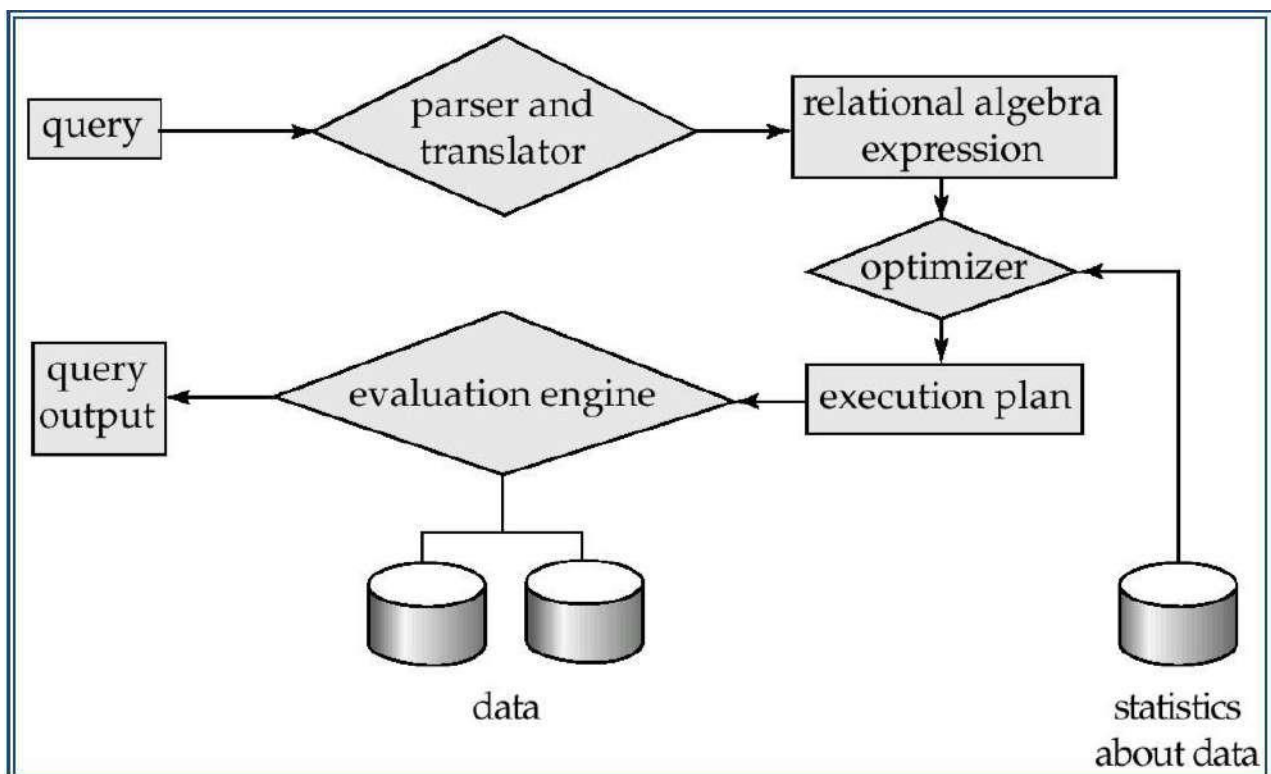 query
parser and
translator
relational algebra
expression
optimizer
query
output
evaluation engine
execution plan
data
statistics
about data